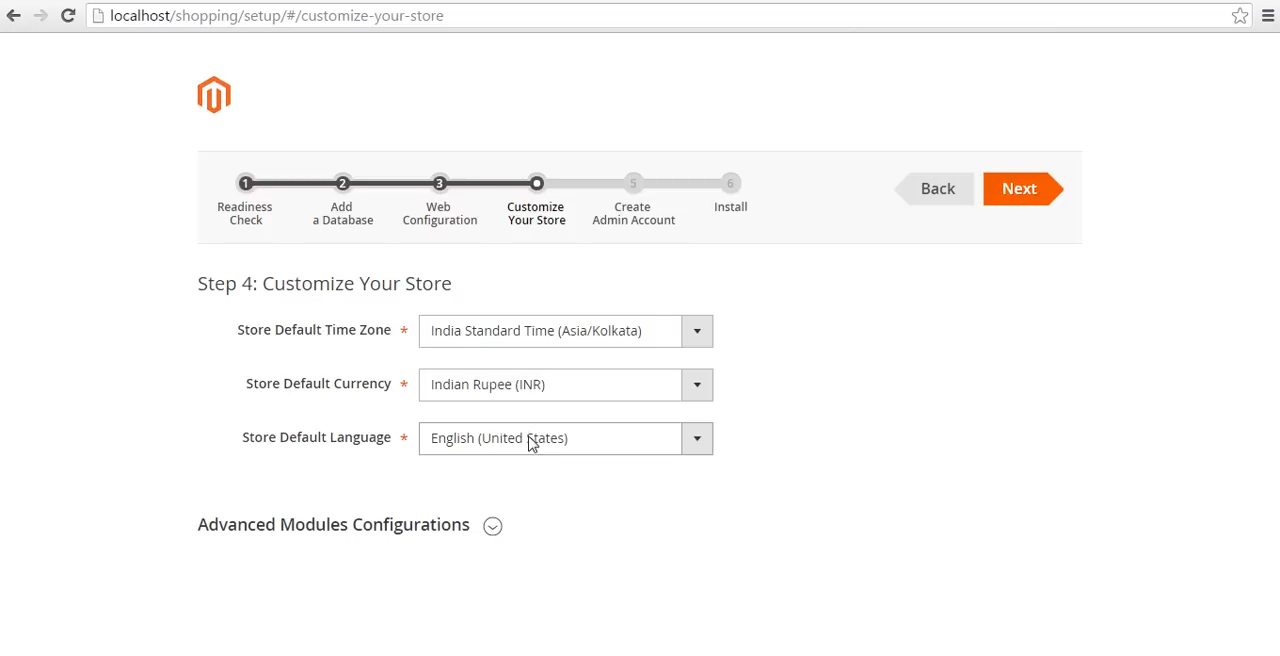 localhost/shopping/setup/#/customize-your-store
1 2 3 5 6
Readiness Check
Add a Database
Web Configuration
Customize Your Store
Create Admin Account
Install
Back
Next
Step 4: Customize Your Store
Store Default Time Zone * India Standard Time (Asia/Kolkata)
Store Default Currency * Indian Rupee (INR)
Store Default Language * English (United States)
Advanced Modules Configurations